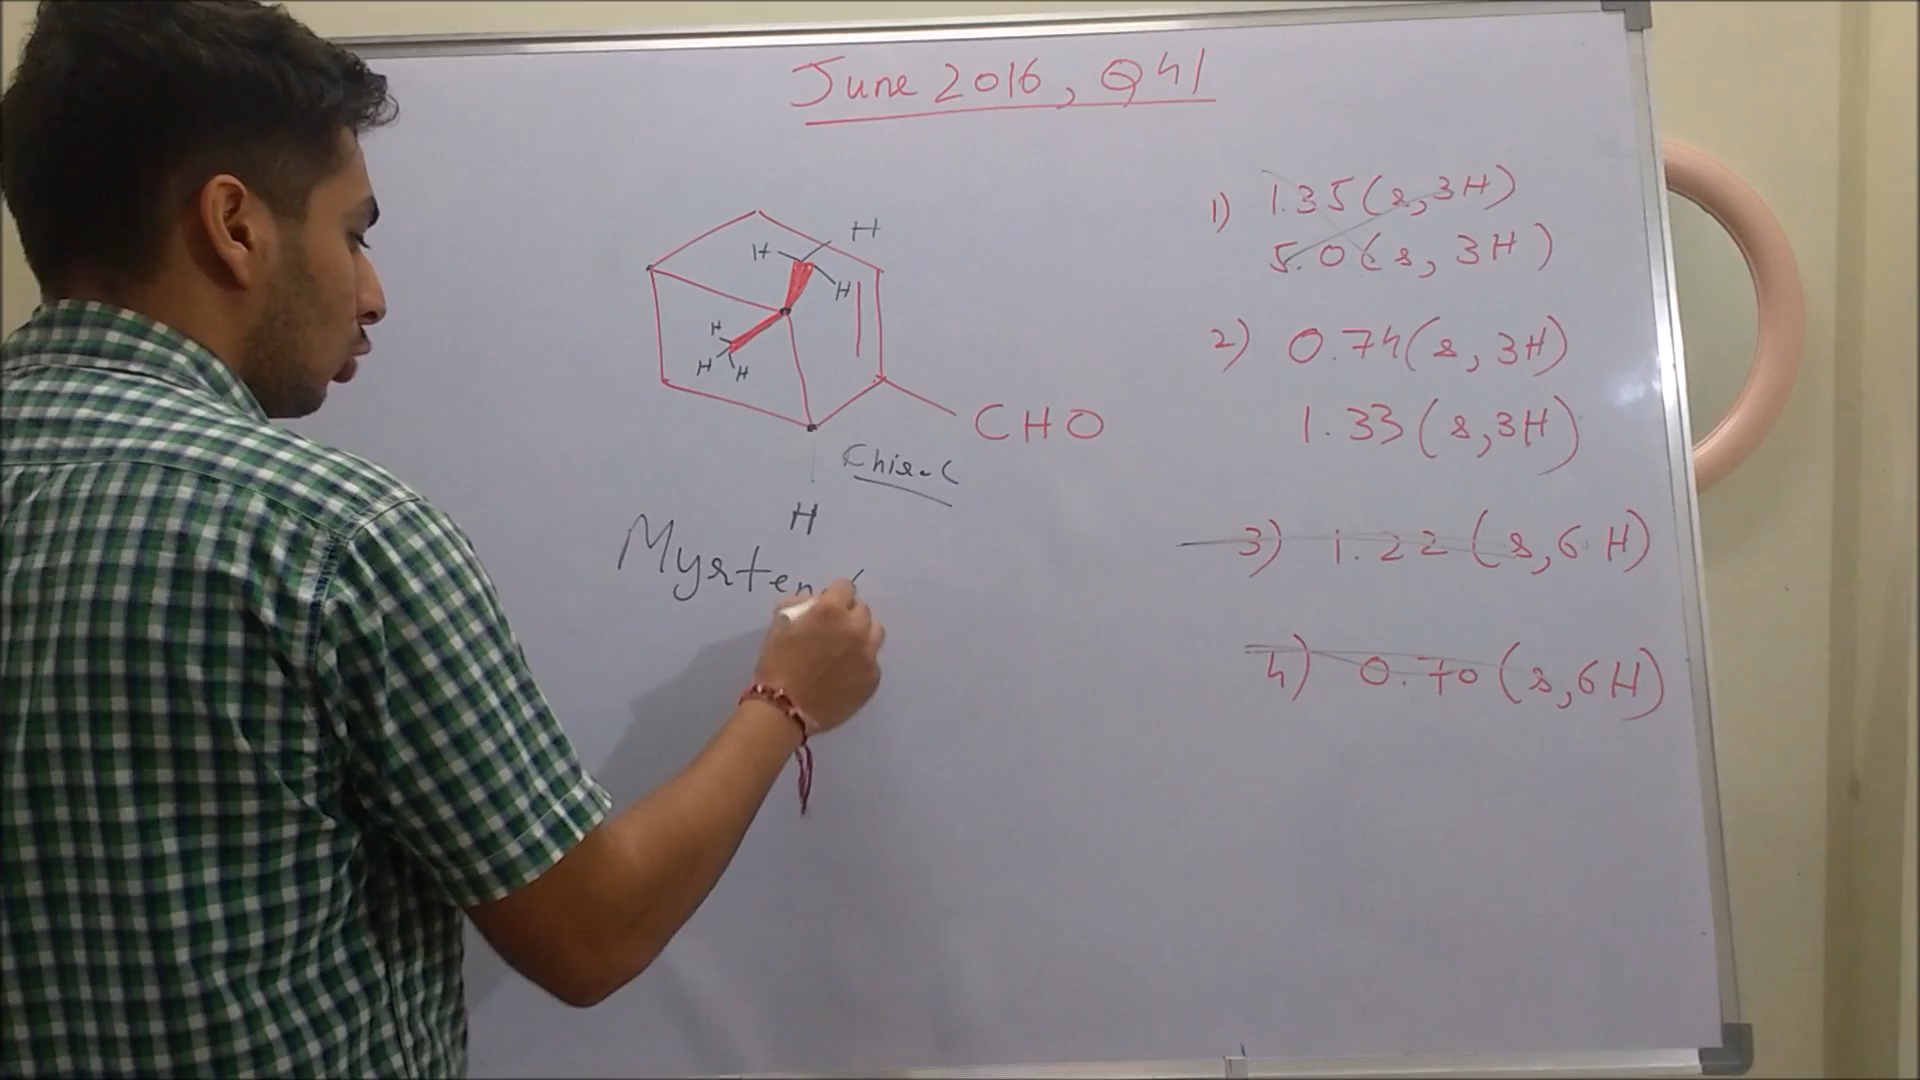 June 2016, Q41
1) 1.35(s,3H)
5.0(s, 3H)
2) 0.74(s, 3H)
1.33(s,3H)
3) 1.22(s,6H)
4) 0.70(s,6H)
H
H
H
H
H
H
CHO
Chiral
H
Myrten